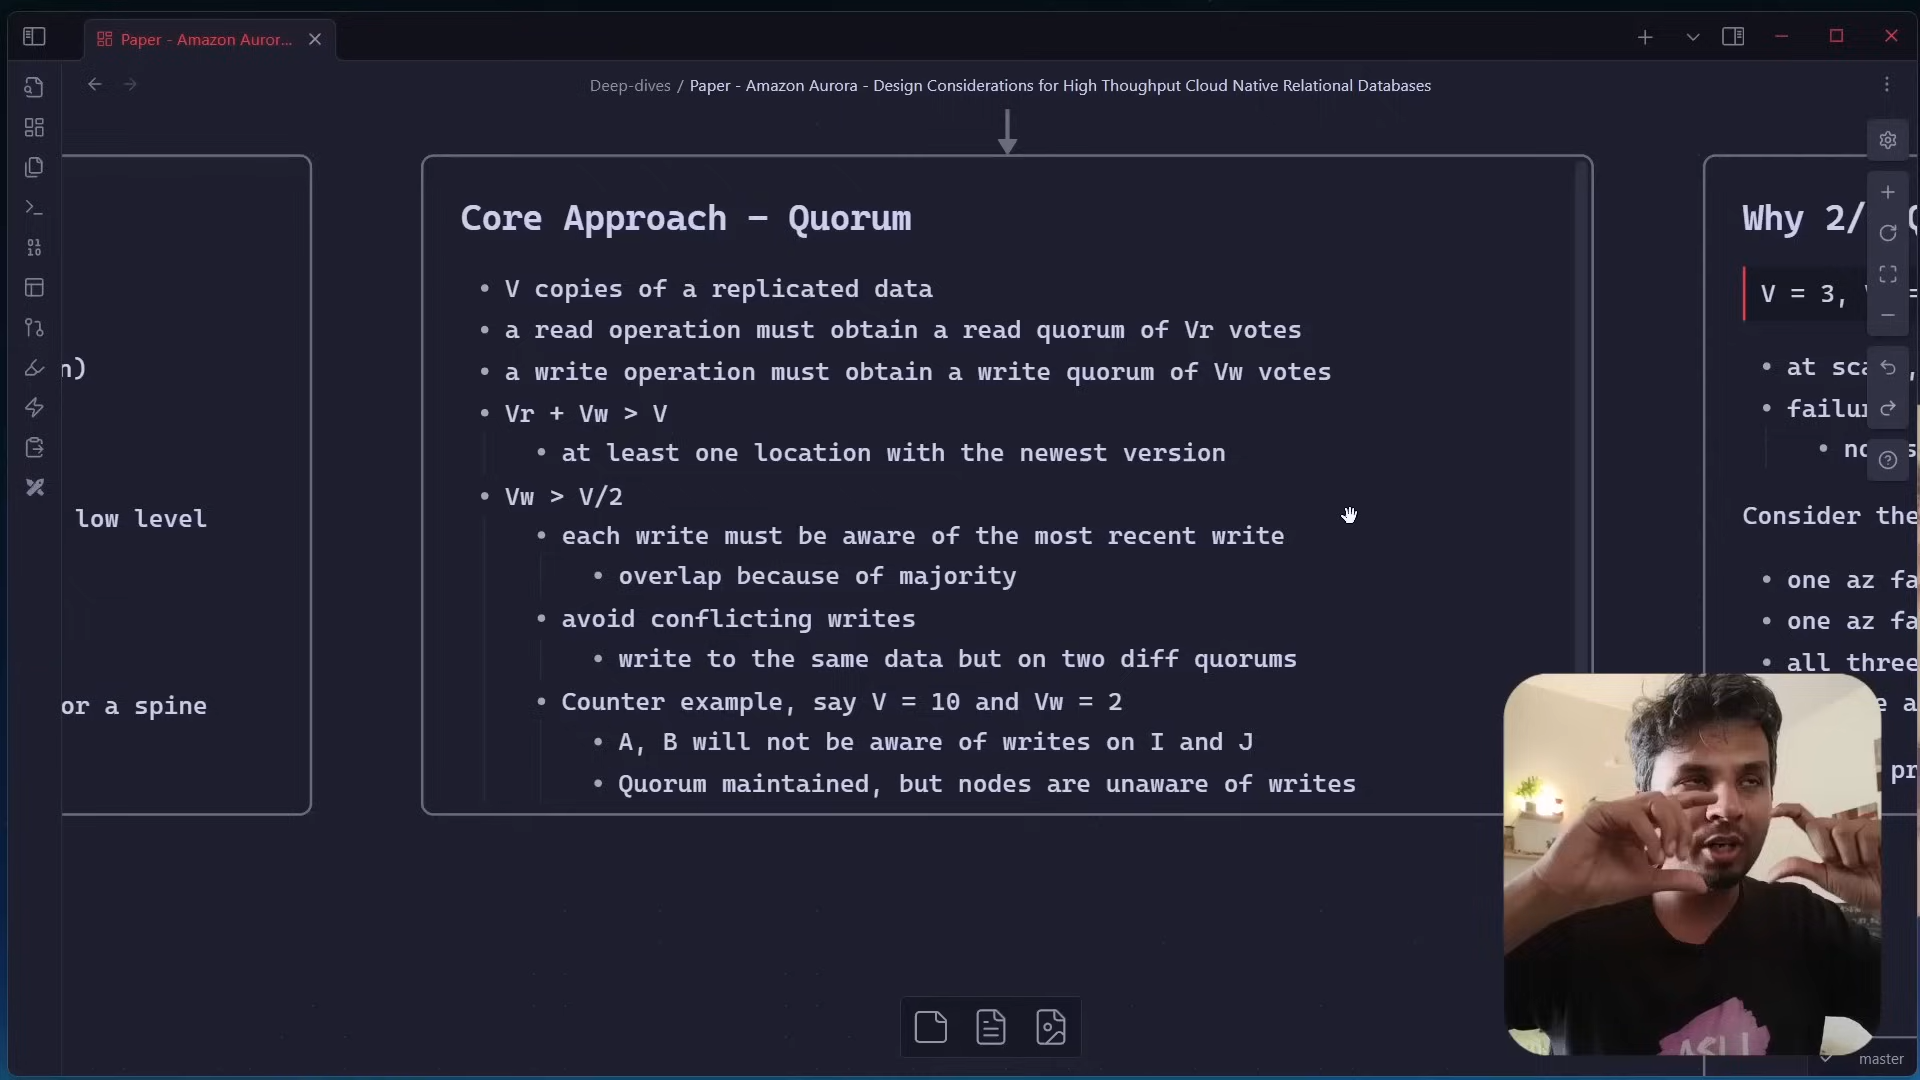 Paper - Amazon Auror...
Deep-dives / Paper - Amazon Aurora - Design Considerations for High Thoughput Cloud Native Relational Databases
n)
low level
or a spine
Core Approach - Quorum
• V copies of a replicated data
• a read operation must obtain a read quorum of Vr votes
• a write operation must obtain a write quorum of Vw votes
• Vr + Vw > V
• at least one location with the newest version
• Vw > V/2
• each write must be aware of the most recent write
• overlap because of majority
• avoid conflicting writes
• write to the same data but on two diff quorums
• Counter example, say V = 10 and Vw = 2
• A, B will not be aware of writes on I and J
• Quorum maintained, but nodes are unaware of writes
Why 2/
V = 3,
• at sca
• failu
• no
Consider the
• one az fa
• one az fa
• all three
pr
master